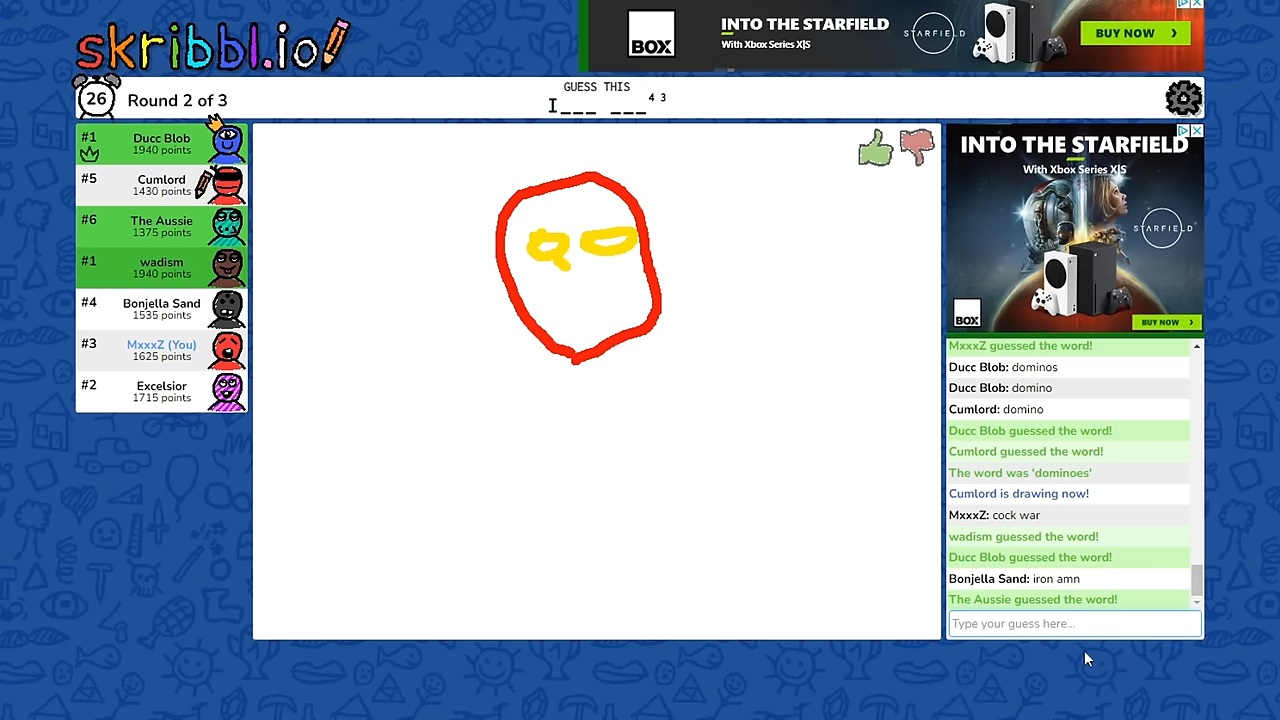 skribbl.io
BOX
INTO THE STARFIELD
With Xbox Series X|S
STARFIELD
BUY NOW
26
Round 2 of 3
GUESS THIS
I___ ___ 4 3
#1
Ducc Blob
1940 points
#5
Cumlord
1430 points
#6
The Aussie
1375 points
#1
wadism
1940 points
#4
Bonjella Sand
1535 points
#3
MxxxZ (You)
1625 points
#2
Excelsior
1715 points
INTO THE STARFIELD
With Xbox Series X|S
STARFIELD
BOX
BUY NOW
MxxxZ guessed the word!
Ducc Blob: dominos
Ducc Blob: domino
Cumlord: domino
Ducc Blob guessed the word!
Cumlord guessed the word!
The word was 'dominoes'
Cumlord is drawing now!
MxxxZ: cock war
wadism guessed the word!
Ducc Blob guessed the word!
Bonjella Sand: iron amn
The Aussie guessed the word!
Type your guess here...